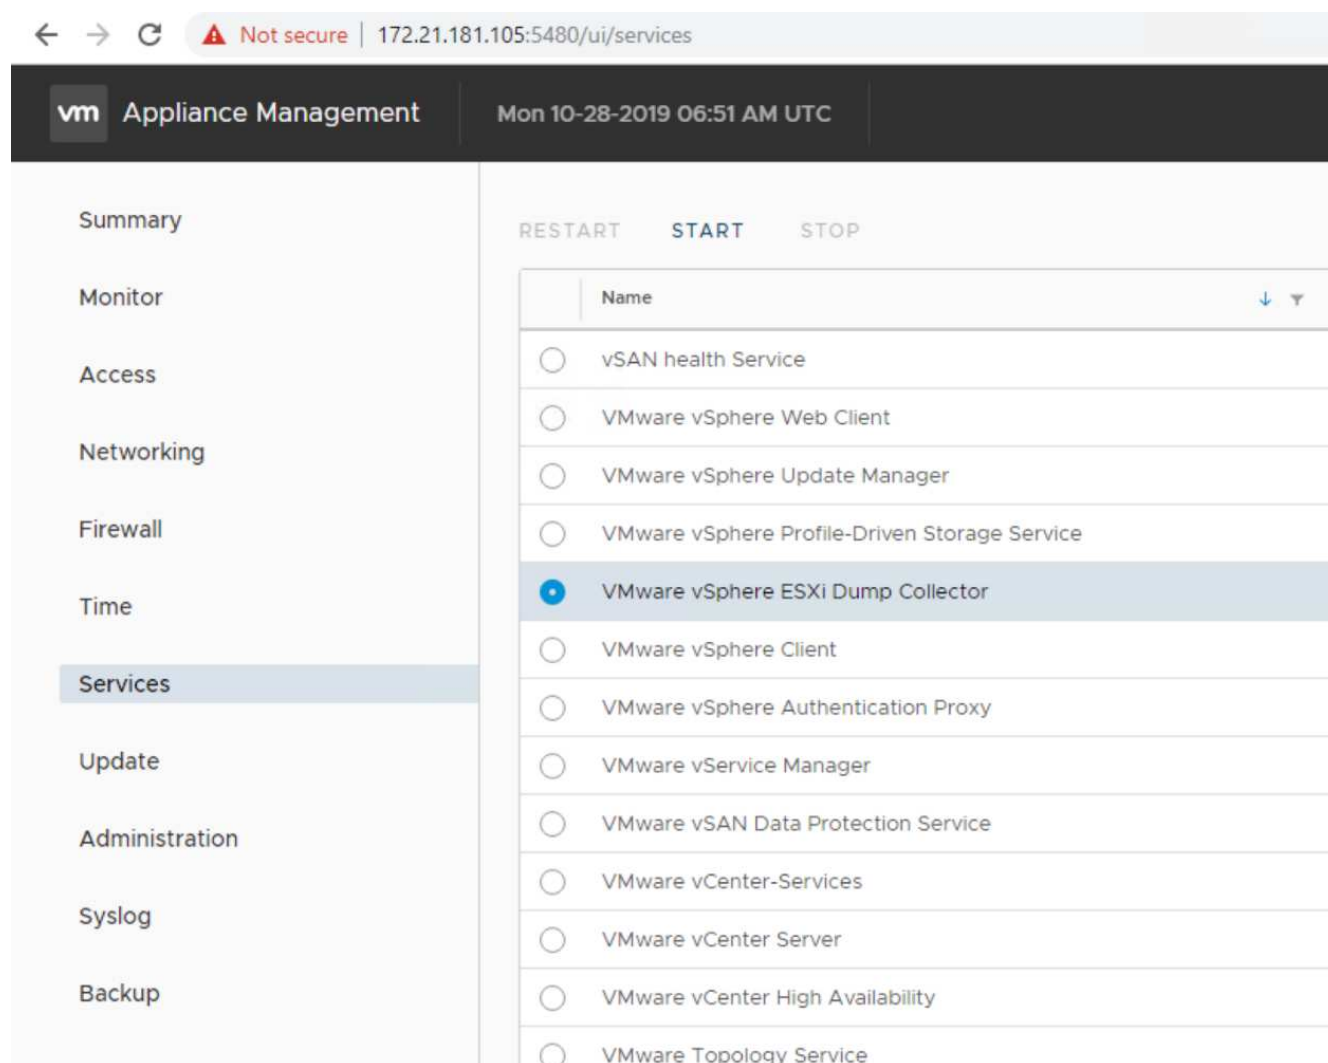 Not secure | 172.21.181.105:5480/ui/services
vm Appliance Management Mon 10-28-2019 06:51 AM UTC
Summary
Monitor
Access
Networking
Firewall
Time
Services
Update
Administration
Syslog
Backup
RESTART START STOP
Name
vSAN health Service
VMware vSphere Web Client
VMware vSphere Update Manager
VMware vSphere Profile-Driven Storage Service
VMware vSphere ESXi Dump Collector
VMware vSphere Client
VMware vSphere Authentication Proxy
VMware vService Manager
VMware vSAN Data Protection Service
VMware vCenter-Services
VMware vCenter Server
VMware vCenter High Availability
VMware Topology Service